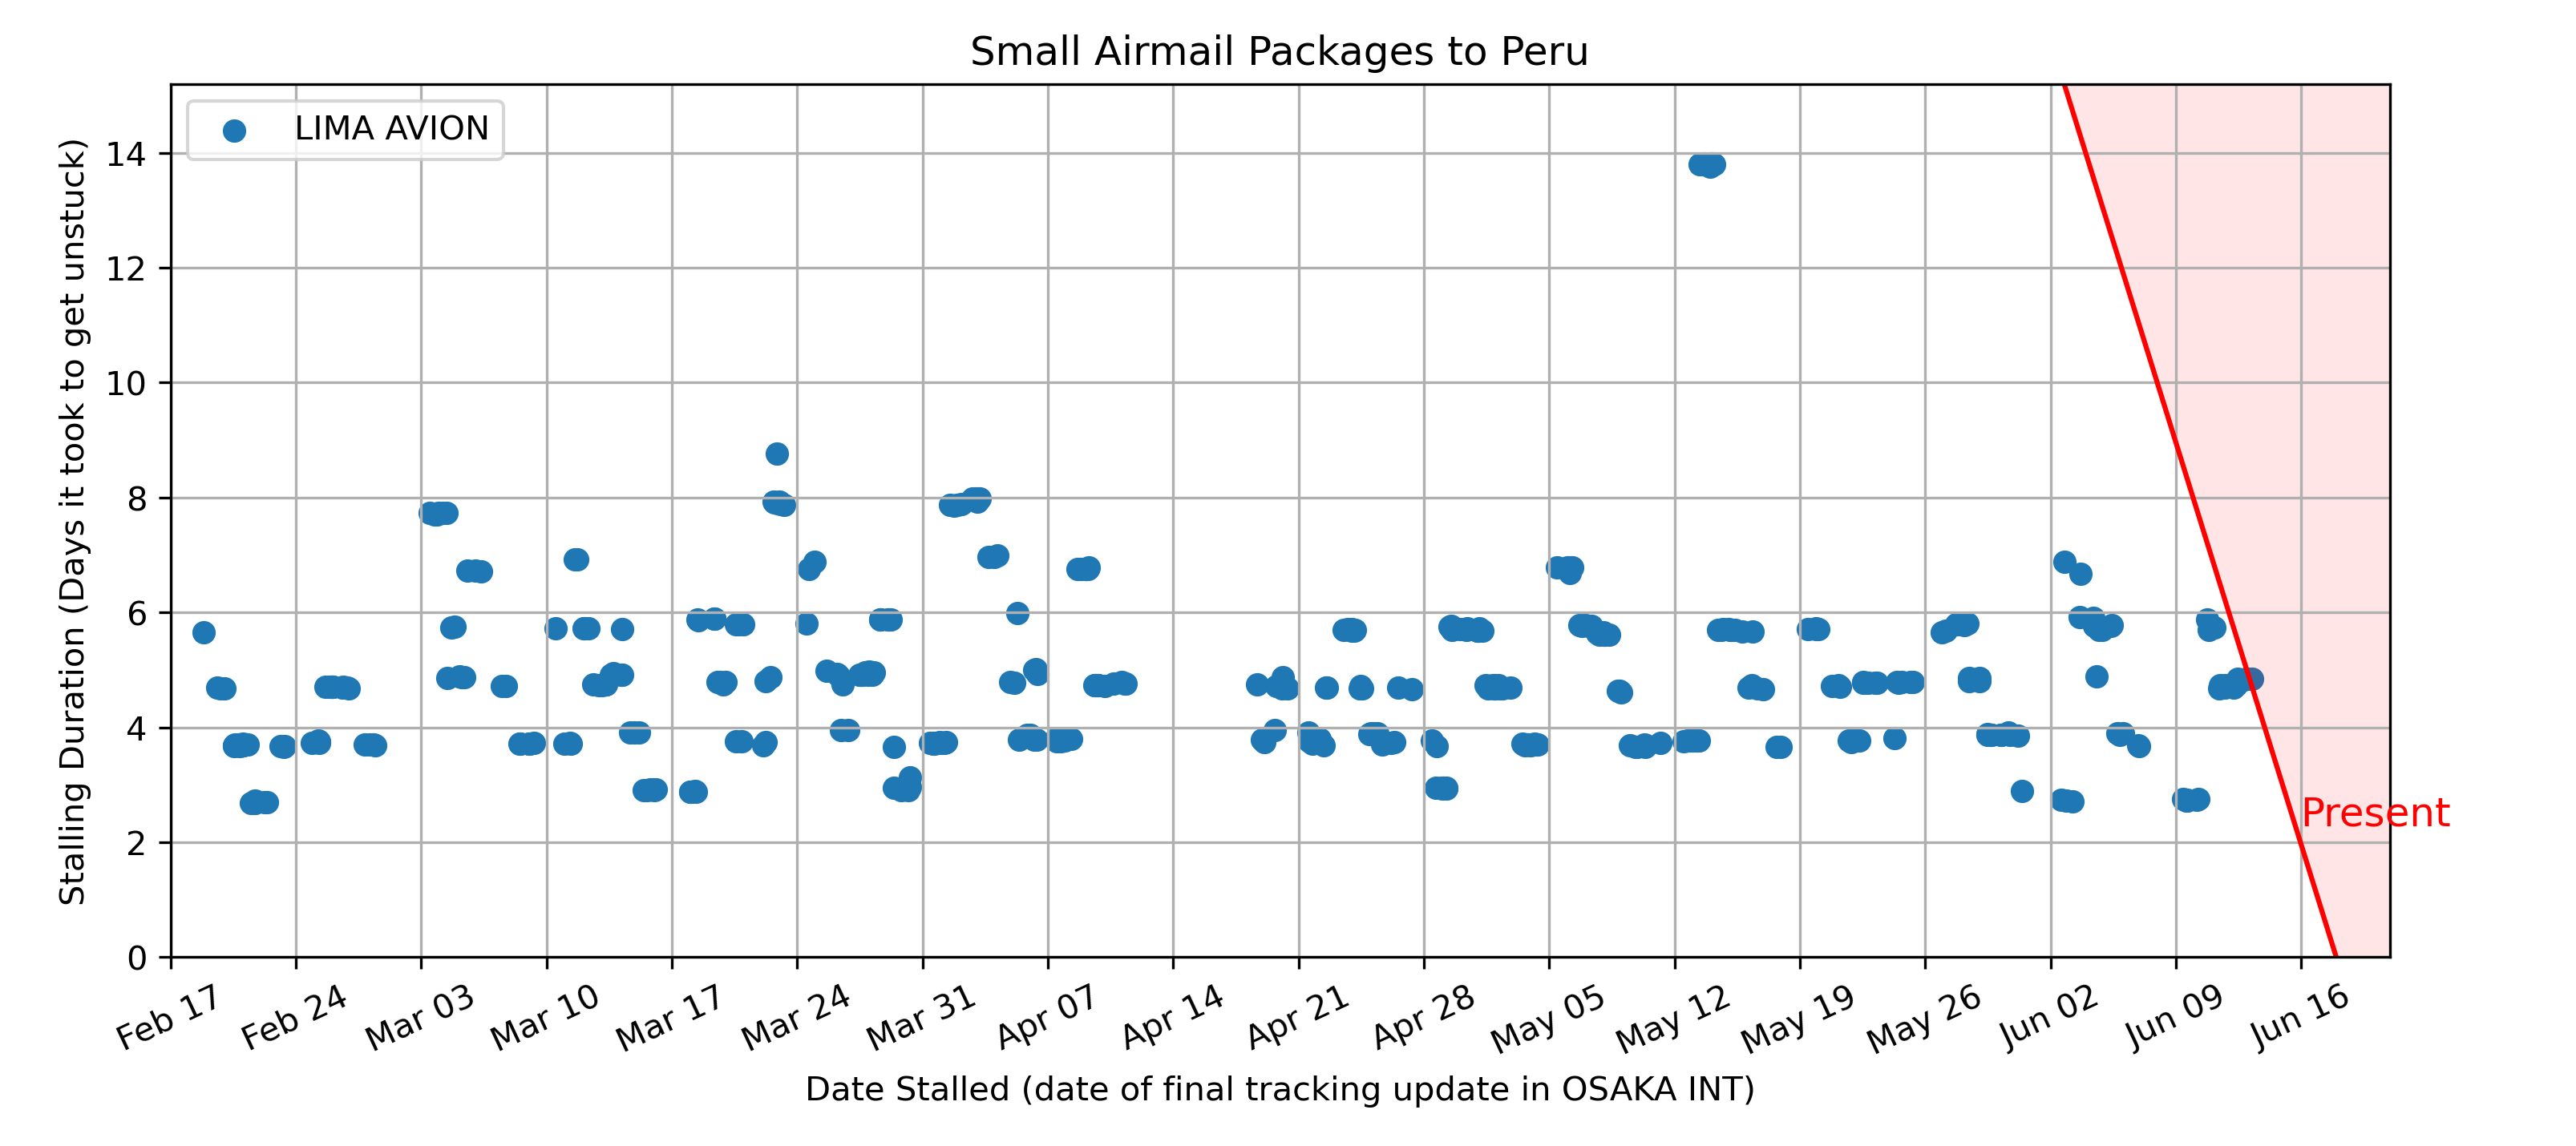 Small Airmail Packages to Peru
LIMA AVION
Stalling Duration (Days it took to get unstuck)
14
12
10
8
6
4
2
0
Present
Feb 17
Feb 24
Mar 03
Mar 10
Mar 17
Mar 24
Mar 31
Apr 07
Apr 14
Apr 21
Apr 28
May 05
May 12
May 19
May 26
Jun 02
Jun 09
Jun 16
Date Stalled (date of final tracking update in OSAKA INT)